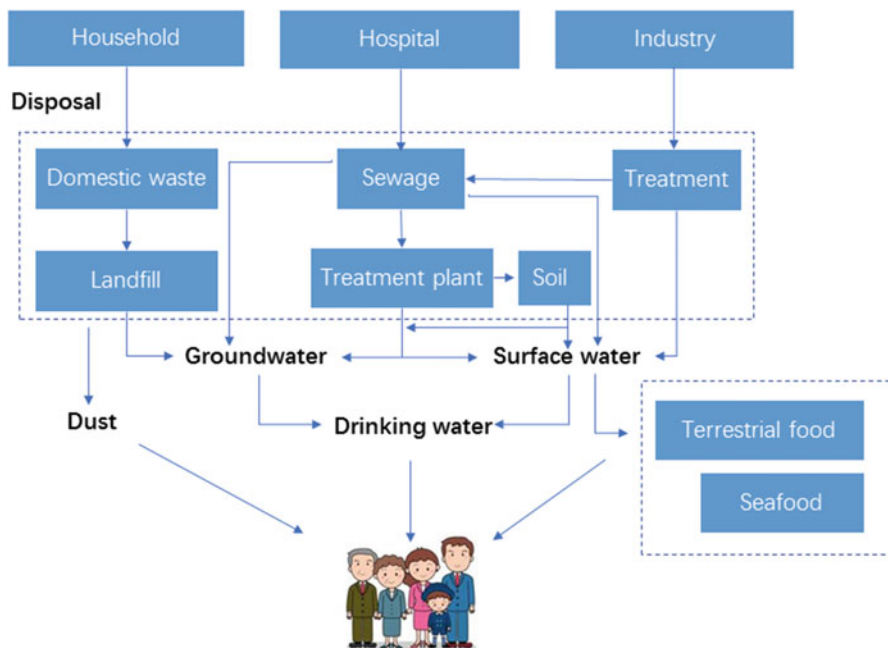 Household
Hospital
Industry
Disposal
Domestic waste
Sewage
Treatment
Landfill
Treatment plant
Soil
Groundwater
Surface water
Dust
Drinking water
Terrestrial food
Seafood